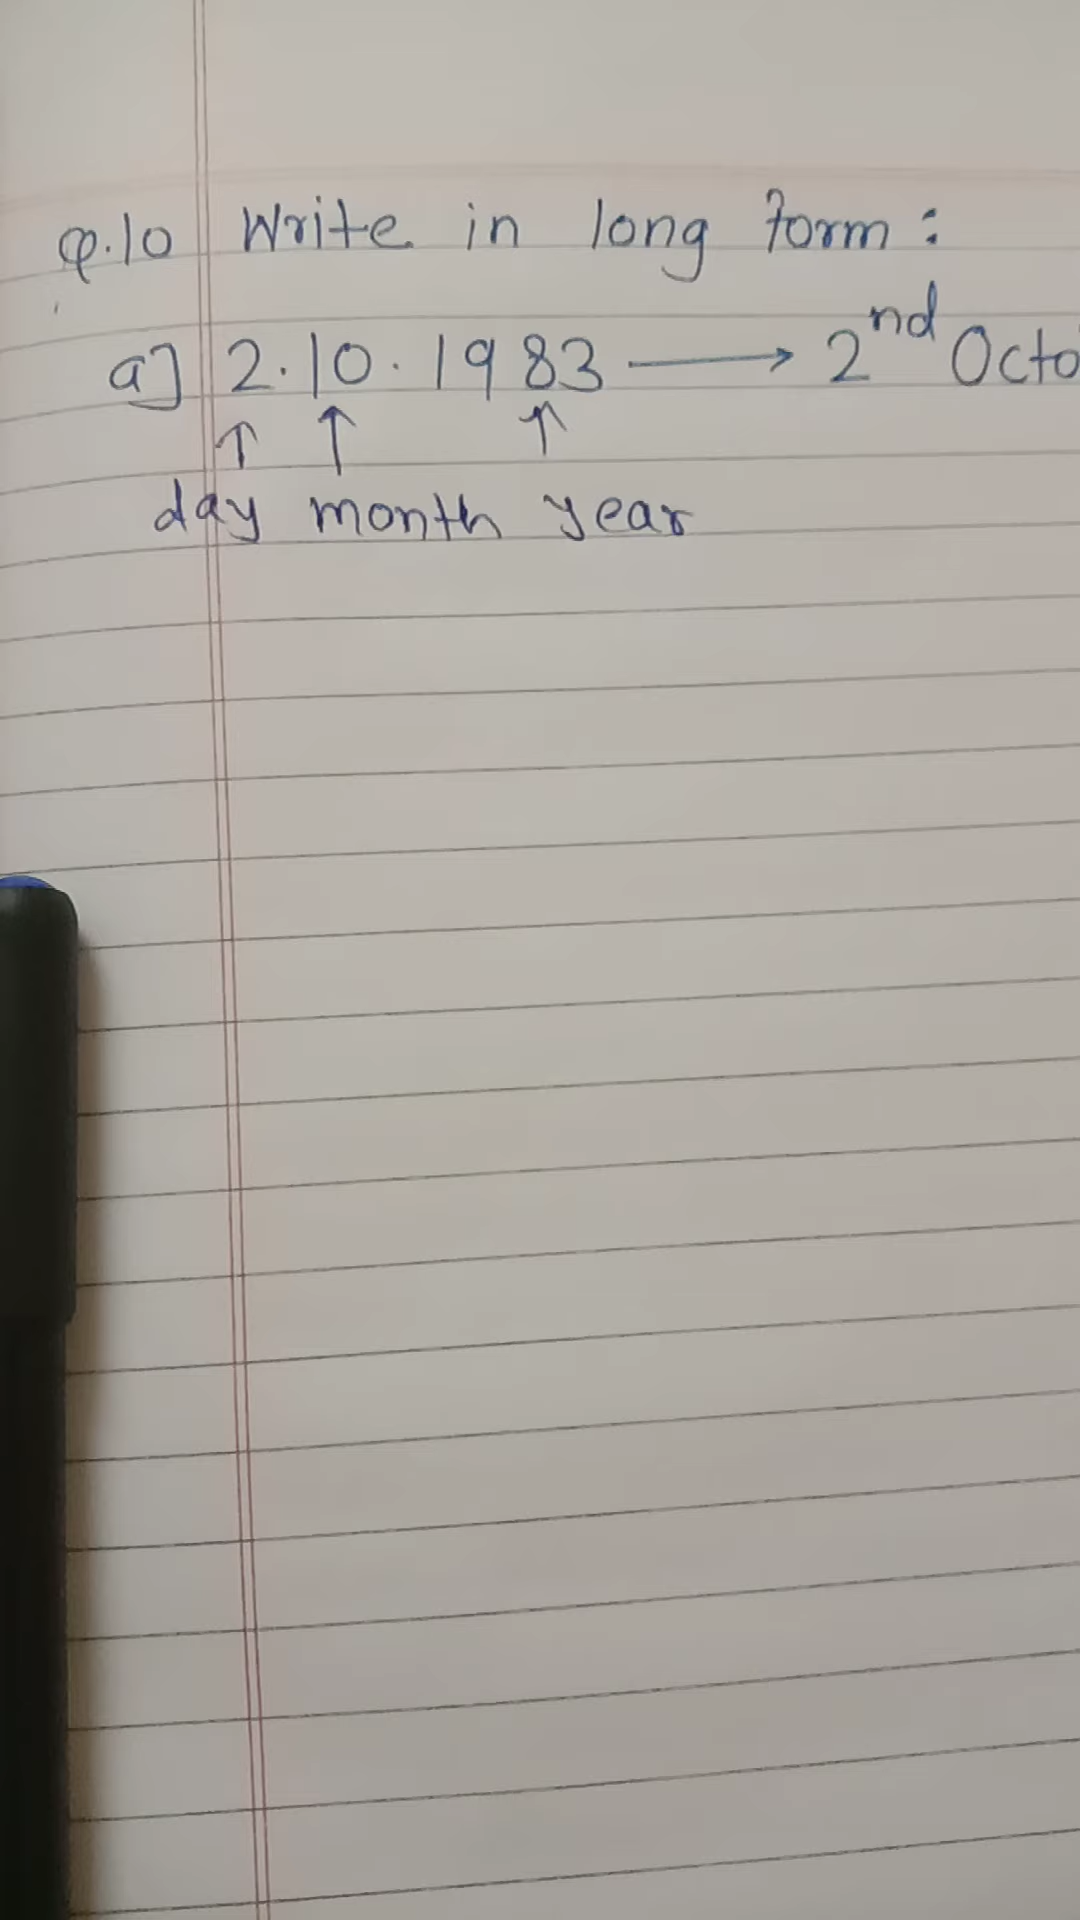 Q.10 Write in long form :
a] 2.10.1983 → 2nd Octo
↑ ↑ ↑
day month year